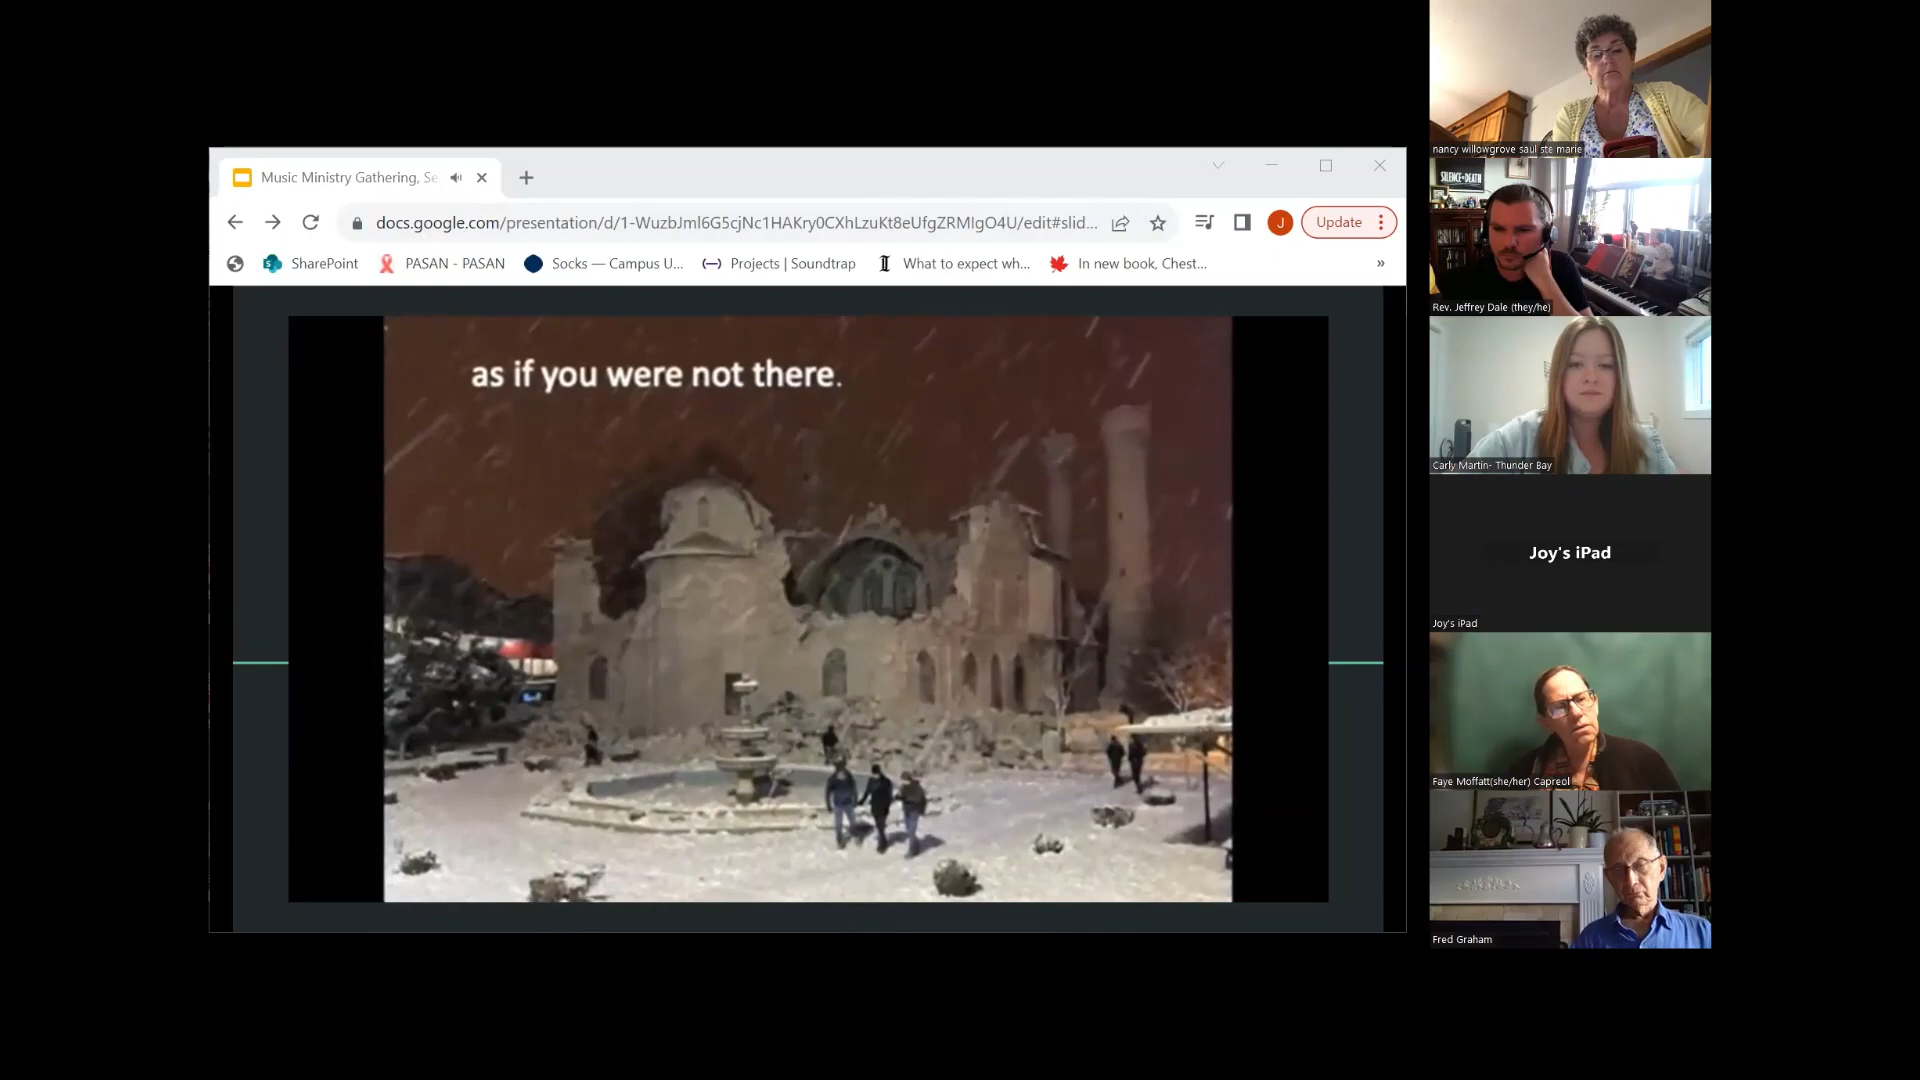 Music Ministry Gathering, Se
docs.google.com/presentation/d/1-WuzbJml6G5cjNc1HAKry0CXhLzuKt8eUfgZRMIgO4U/edit#slid...
J
Update
SharePoint
PASAN - PASAN
Socks — Campus U...
Projects | Soundtrap
What to expect wh...
In new book, Chest...
»
as if you were not there.
nancy willowgrove saul ste marie
SILENCE=DEATH
Rev. Jeffrey Dale (they/he)
Carly Martin- Thunder Bay
Joy's iPad
Joy's iPad
Faye Moffatt(she/her) Capreol
Fred Graham